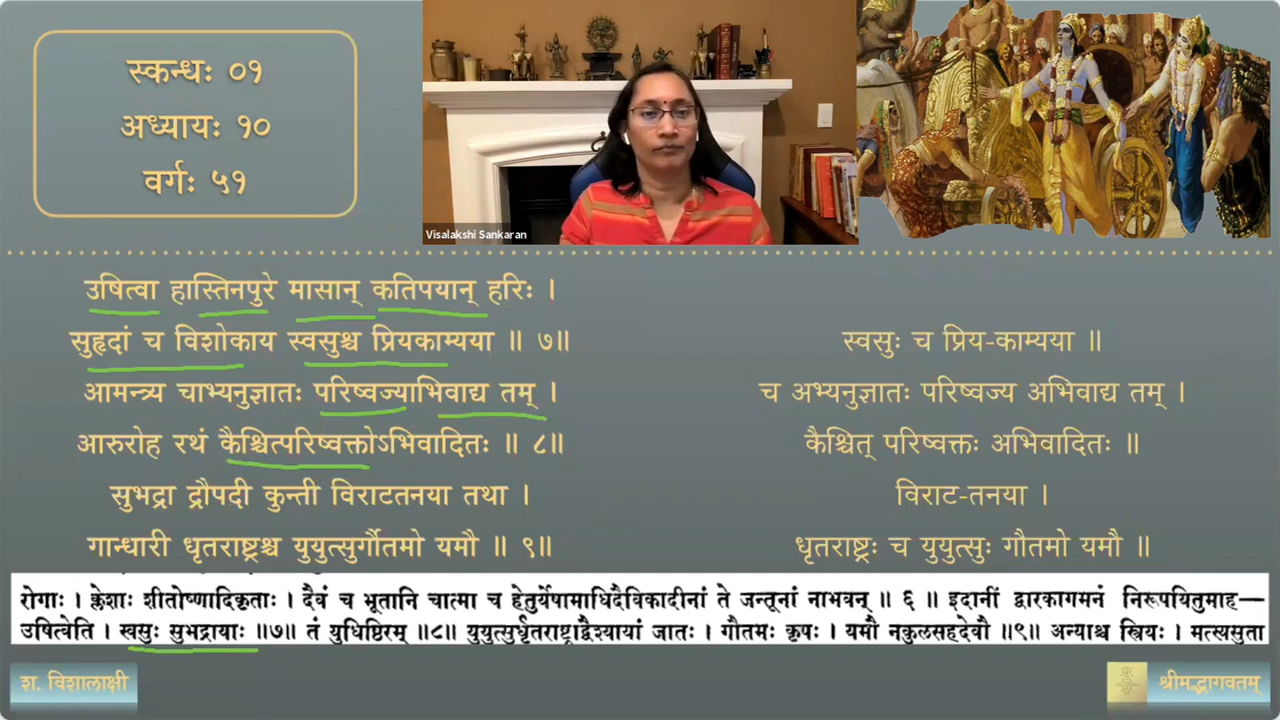 स्कन्धः ०१
अध्यायः १०
वर्गः ५१
Visalakshi Sankaran
उषित्वा हास्तिनपुरे मासान् कतिपयान् हरिः ।
सुहृदां च विशोकाय स्वसुश्च प्रियकाम्यया ॥ ७॥
स्वसुः च प्रिय-काम्यया ॥
आमन्त्र्य चाभ्यनुज्ञातः परिष्वज्याभिवाद्य तम् ।
च अभ्यनुज्ञातः परिष्वज्य अभिवाद्य तम् ।
आरुरोह रथं कैश्चित्परिष्वक्तोऽभिवादितः ॥ ८॥
कैश्चित् परिष्वक्तः अभिवादितः ॥
सुभद्रा द्रौपदी कुन्ती विराटतनया तथा ।
विराट-तनया ।
गान्धारी धृतराष्ट्रश्च युयुत्सुर्गौतमो यमौ ॥ ९॥
धृतराष्ट्रः च युयुत्सुः गौतमो यमौ ॥
रोगाः । क्लेशाः शीतोष्णादिकृताः । दैवं च भूतानि चात्मा च हेतुर्येषामाधिदैविकादीनां ते जन्तूनां नाभवन् ॥ ६ ॥ इदानीं द्वारकागमनं निरूपयितुमाह—
उषित्वेति । स्वसुः सुभद्रायाः ॥७॥ तं युधिष्ठिरम् ॥८॥ युयुत्सुर्धृतराष्ट्राद्वैश्यायां जातः । गौतमः कृपः । यमौ नकुलसहदेवौ ॥९॥ अन्याश्च स्त्रियः । मत्स्यसुता
श. विशालाक्षी
श्रीमद्भागवतम्